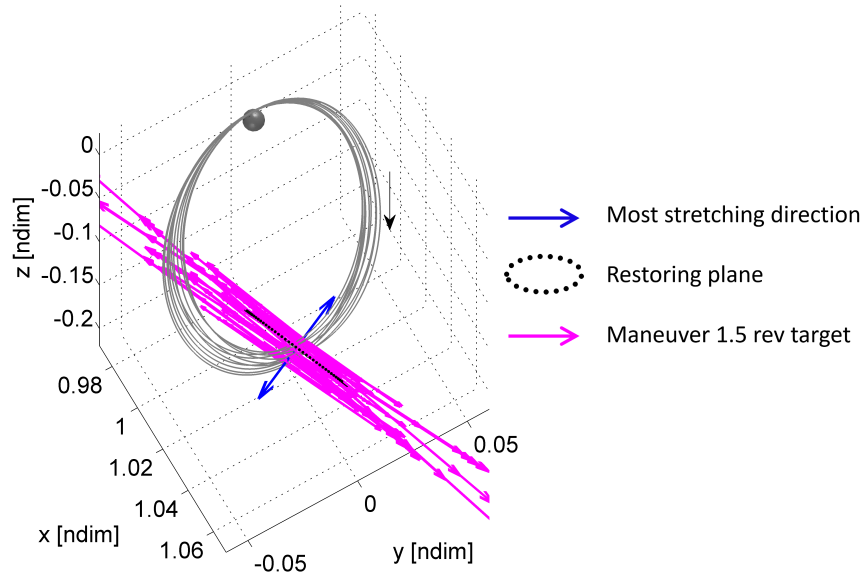 0
-0.05
-0.1
-0.15
-0.2
z [ndim]
0.98
1
1.02
1.04
1.06
x [ndim]
-0.05
0
0.05
y [ndim]
Most stretching direction
Restoring plane
Maneuver 1.5 rev target